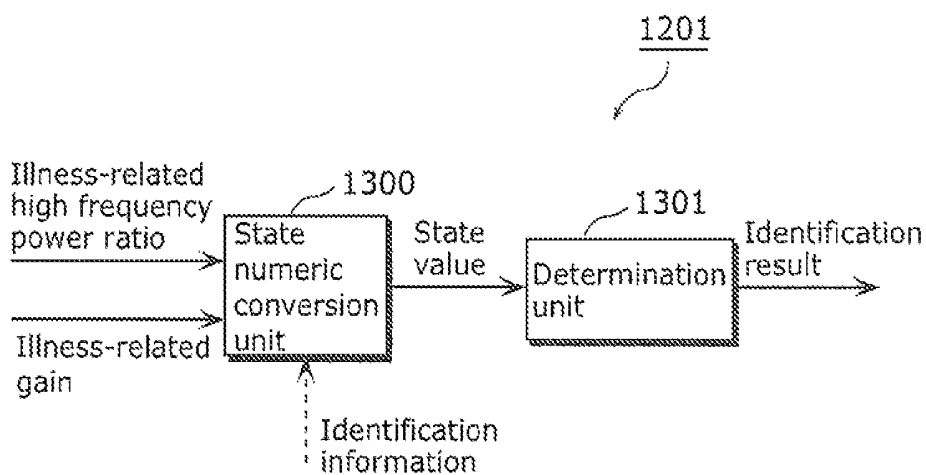 1201
Illness-related
high frequency
power ratio
1300
State
numeric
conversion
unit
State
value
1301
Determination
unit
Identification
result
Illness-related
gain
Identification
information